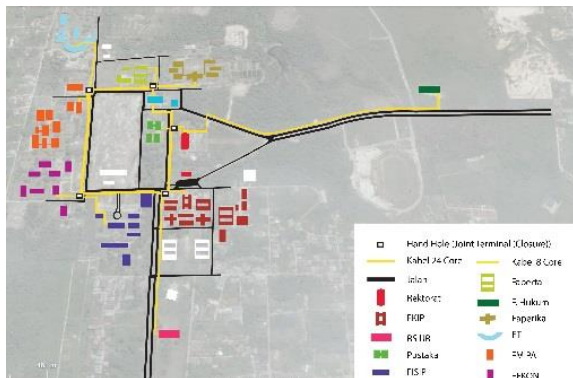 Hand Hole (Joint Terminal (Closure))
Kabel 24 Core
Kabel 8 Core
Jalan
Faperta
Rektorat
F. Hukum
FKIP
Faperika
RS UR
FT
Pustaka
FMIPA
FISIP
FEKON